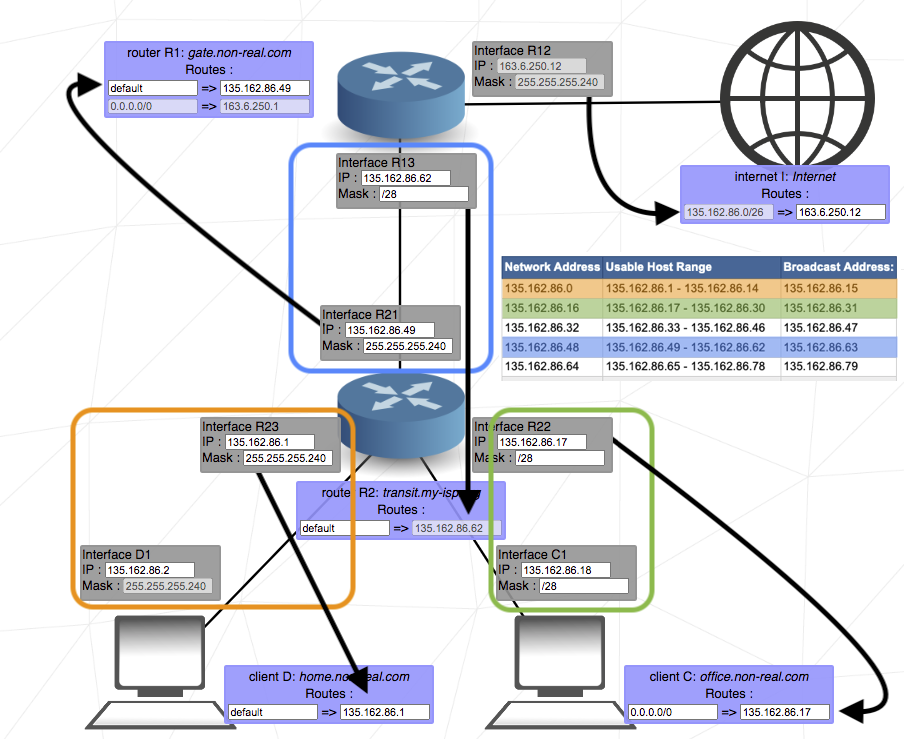 router R1: gate.non-real.com
Routes :
default => 135.162.86.49
0.0.0.0/0 => 163.6.250.1
Interface R12
IP : 163.6.250.12
Mask : 255.255.255.240
internet I: Internet
Routes :
135.162.86.0/26 => 163.6.250.12
Interface R13
IP : 135.162.86.62
Mask : /28
Network Address Usable Host Range Broadcast Address:
135.162.86.0 135.162.86.1 - 135.162.86.14 135.162.86.15
135.162.86.16 135.162.86.17 - 135.162.86.30 135.162.86.31
135.162.86.32 135.162.86.33 - 135.162.86.46 135.162.86.47
135.162.86.48 135.162.86.49 - 135.162.86.62 135.162.86.63
135.162.86.64 135.162.86.65 - 135.162.86.78 135.162.86.79
Interface R21
IP : 135.162.86.49
Mask : 255.255.255.240
Interface R23
IP : 135.162.86.1
Mask : 255.255.255.240
Interface R22
IP : 135.162.86.17
Mask : /28
router R2:
Routes :
default => 135.162.86.62
Interface D1
IP : 135.162.86.2
Mask : 255.255.255.240
Interface C1
IP : 135.162.86.18
Mask : /28
client D: home.non-real.com
Routes :
default => 135.162.86.1
client C: office.non-real.com
Routes :
0.0.0.0/0 => 135.162.86.17